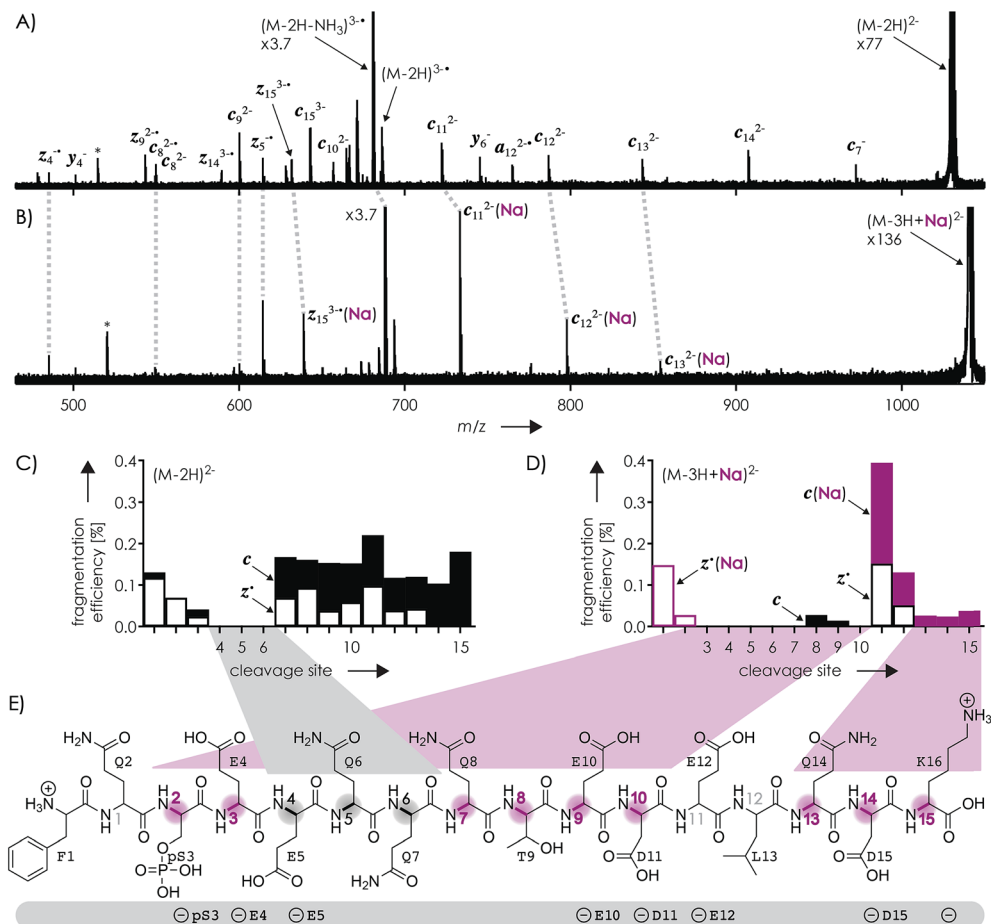 A)
(M-2H-NH₃)³⁻•
x3.7
(M-2H)²⁻
x77
(M-2H)³⁻•
z₁₅³⁻•
z₄⁻•
y₄⁻
*
z₉²⁻•
c₈²⁻•
c₈²⁻
z₁₄³⁻•
c₉²⁻
z₅⁻•
c₁₅³⁻
c₁₀²⁻
c₁₁²⁻
y₆⁻
a₁₂²⁻•
c₁₂²⁻
c₁₃²⁻
c₁₄²⁻
c₇⁻
B)
x3.7
c₁₁²⁻(Na)
(M-3H+Na)²⁻
x136
*
z₁₅³⁻•(Na)
c₁₂²⁻(Na)
c₁₃²⁻(Na)
500 600 700 800 900 1000
m/z
C)
(M-2H)²⁻
fragmentation
efficiency [%]
0.4
0.3
0.2
0.1
0.0
c
z•
4 5 6 10 15
cleavage site
D)
(M-3H+Na)²⁻
fragmentation
efficiency [%]
0.4
0.3
0.2
0.1
0.0
c(Na)
z•(Na)
z•
c
3 4 5 6 7 8 9 10 15
cleavage site
E)
H₂N O
Q2
O OH
E4
H₂N O
Q6
H₂N O
Q8
O OH
E10
O OH
E12
O NH₂
Q14
⊕
NH₃
K16
⊕
H₃N
O
N
H
1
O
H
N
2
O
N
H
3
O
H
N
4
O
N
H
5
O
H
N
6
O
N
H
7
O
H
N
8
O
N
H
9
O
H
N
10
O
N
H
11
O
H
N
12
O
N
H
13
O
H
N
14
O
N
H
15
O
OH
F1
pS3
O
O P OH
OH
E5
HO O
Q7
H₂N O
T9
OH
D11
O
OH
L13
D15
O
OH
⊖ pS3 ⊖ E4 ⊖ E5 ⊖ E10 ⊖ D11 ⊖ E12 ⊖ D15 ⊖